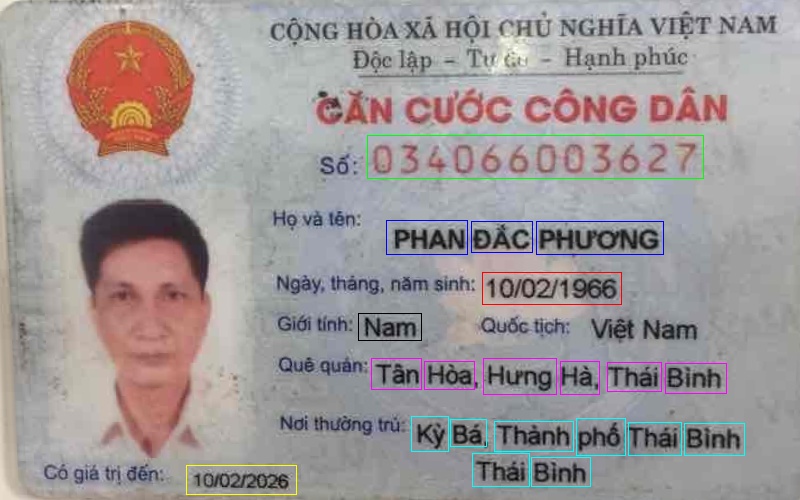 CỘNG HÒA XÃ HỘI CHỦ NGHĨA VIỆT NAM
Độc lập - Tự do - Hạnh phúc
CĂN CƯỚC CÔNG DÂN
Số: 034066003627
Họ và tên: PHAN ĐẮC PHƯƠNG
Ngày, tháng, năm sinh: 10/02/1966
Giới tính: Nam Quốc tịch: Việt Nam
Quê quán: Tân Hòa, Hưng Hà, Thái Bình
Nơi thường trú: Kỳ Bá, Thành phố Thái Bình
Thái Bình
Có giá trị đến: 10/02/2026